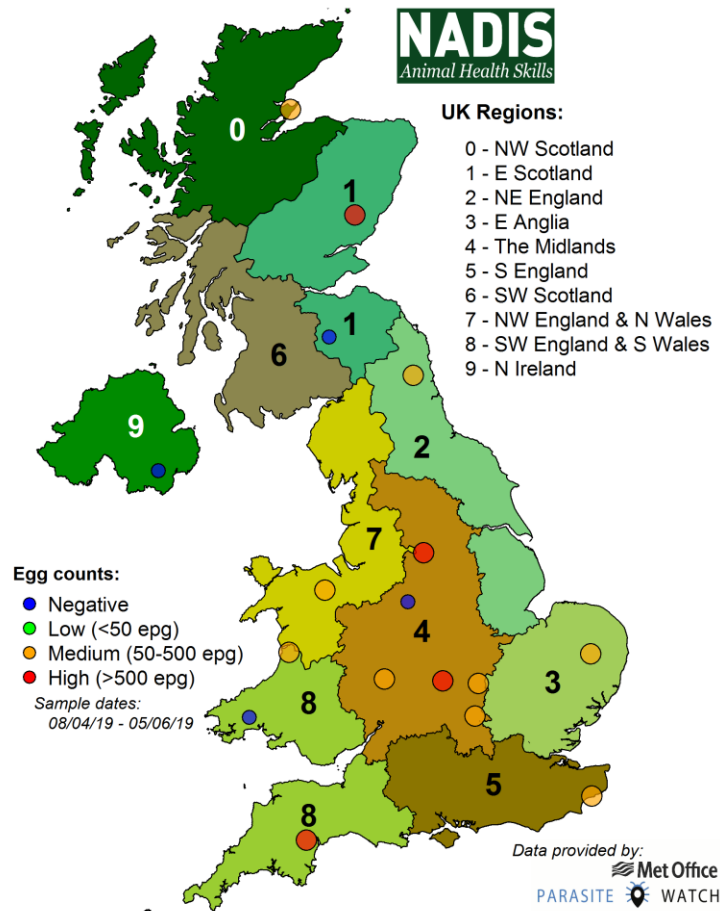 NADIS
Animal Health Skills
UK Regions:
0 - NW Scotland
1 - E Scotland
2 - NE England
3 - E Anglia
4 - The Midlands
5 - S England
6 - SW Scotland
7 - NW England & N Wales
8 - SW England & S Wales
9 - N Ireland
0
1
1
6
9
2
7
4
3
8
5
8
Egg counts:
Negative
Low (<50 epg)
Medium (50-500 epg)
High (>500 epg)
Sample dates:
08/04/19 - 05/06/19
Data provided by:
Met Office
PARASITE WATCH